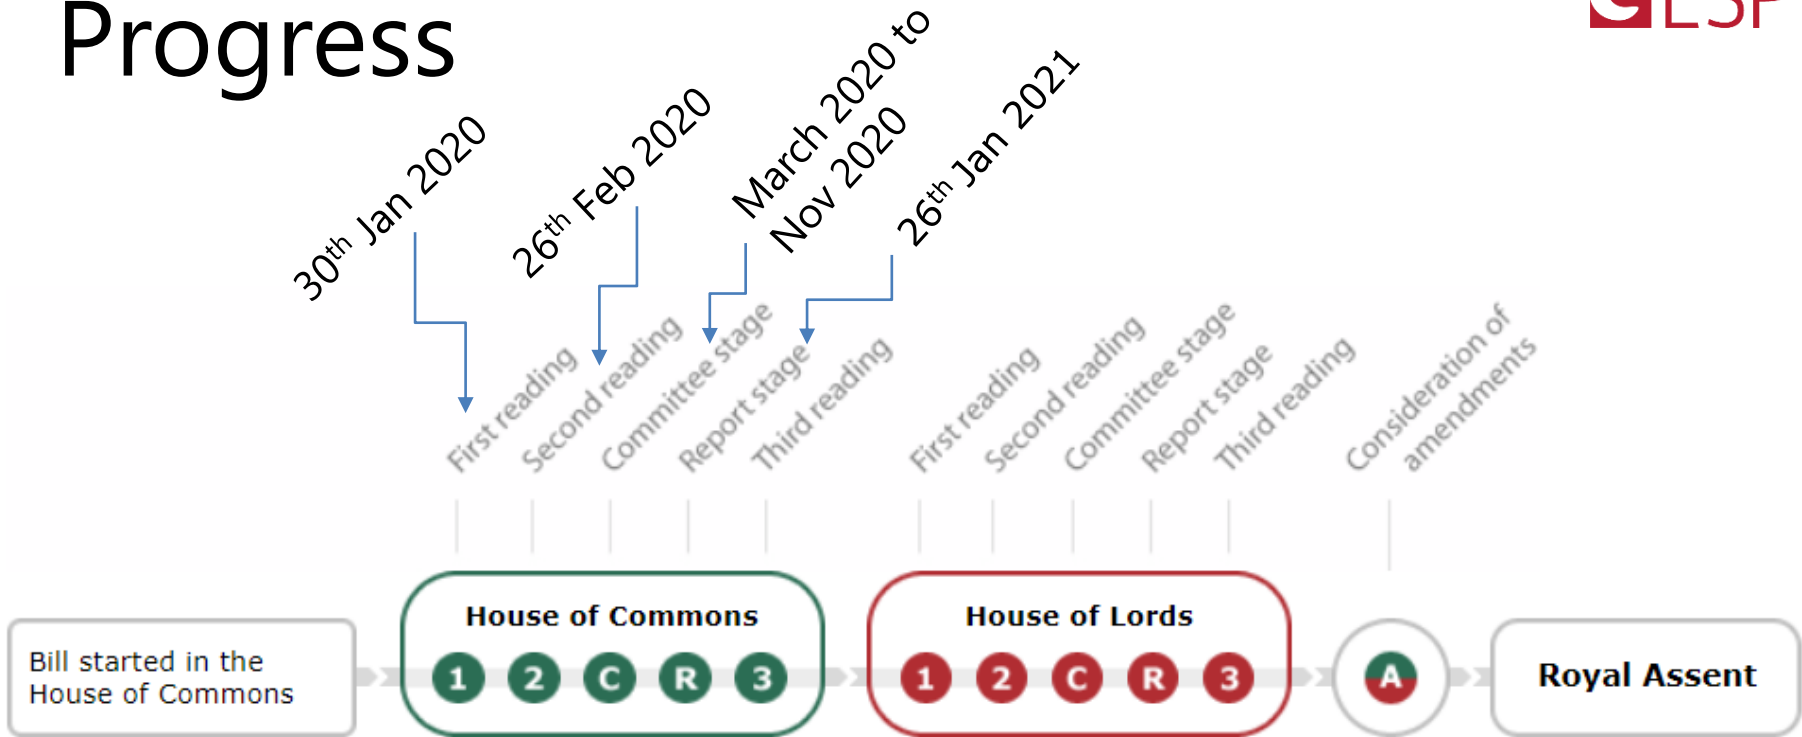 Progress
ESP
30th Jan 2020
26th Feb 2020
March 2020 to
Nov 2020
26th Jan 2021
First reading
Second reading
Committee stage
Report stage
Third reading
First reading
Second reading
Committee stage
Report stage
Third reading
Consideration of
amendments
Bill started in the
House of Commons
House of Commons
1 2 C R 3
House of Lords
1 2 C R 3
A
Royal Assent